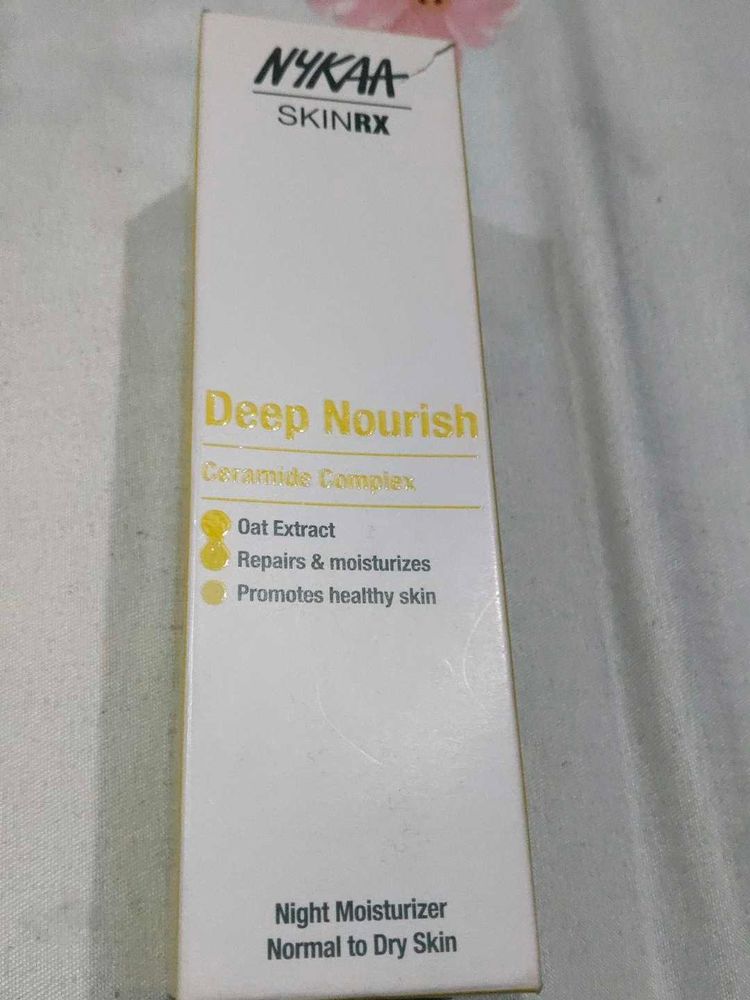 NYKAA
SKINRX
Deep Nourish
Ceramide Complex
Oat Extract
Repairs & moisturizes
Promotes healthy skin
Night Moisturizer
Normal to Dry Skin